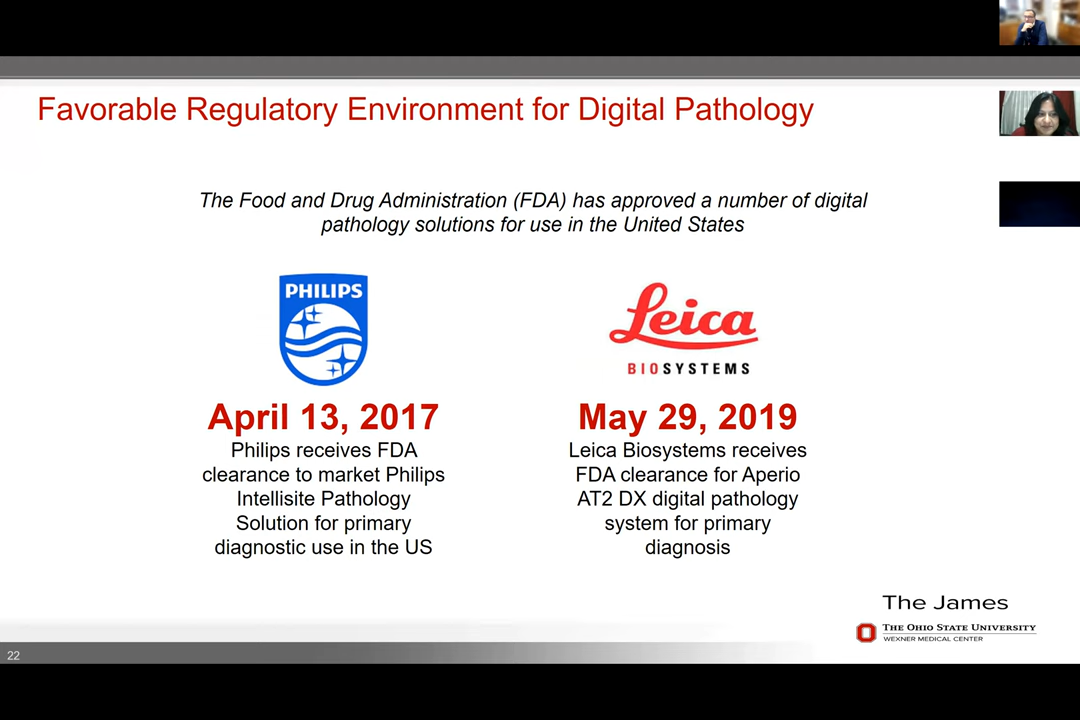 Favorable Regulatory Environment for Digital Pathology
The Food and Drug Administration (FDA) has approved a number of digital
pathology solutions for use in the United States
PHILIPS
April 13, 2017
Philips receives FDA
clearance to market Philips
Intellisite Pathology
Solution for primary
diagnostic use in the US
Leica
BIOSYSTEMS
May 29, 2019
Leica Biosystems receives
FDA clearance for Aperio
AT2 DX digital pathology
system for primary
diagnosis
The James
THE OHIO STATE UNIVERSITY
WEXNER MEDICAL CENTER
22